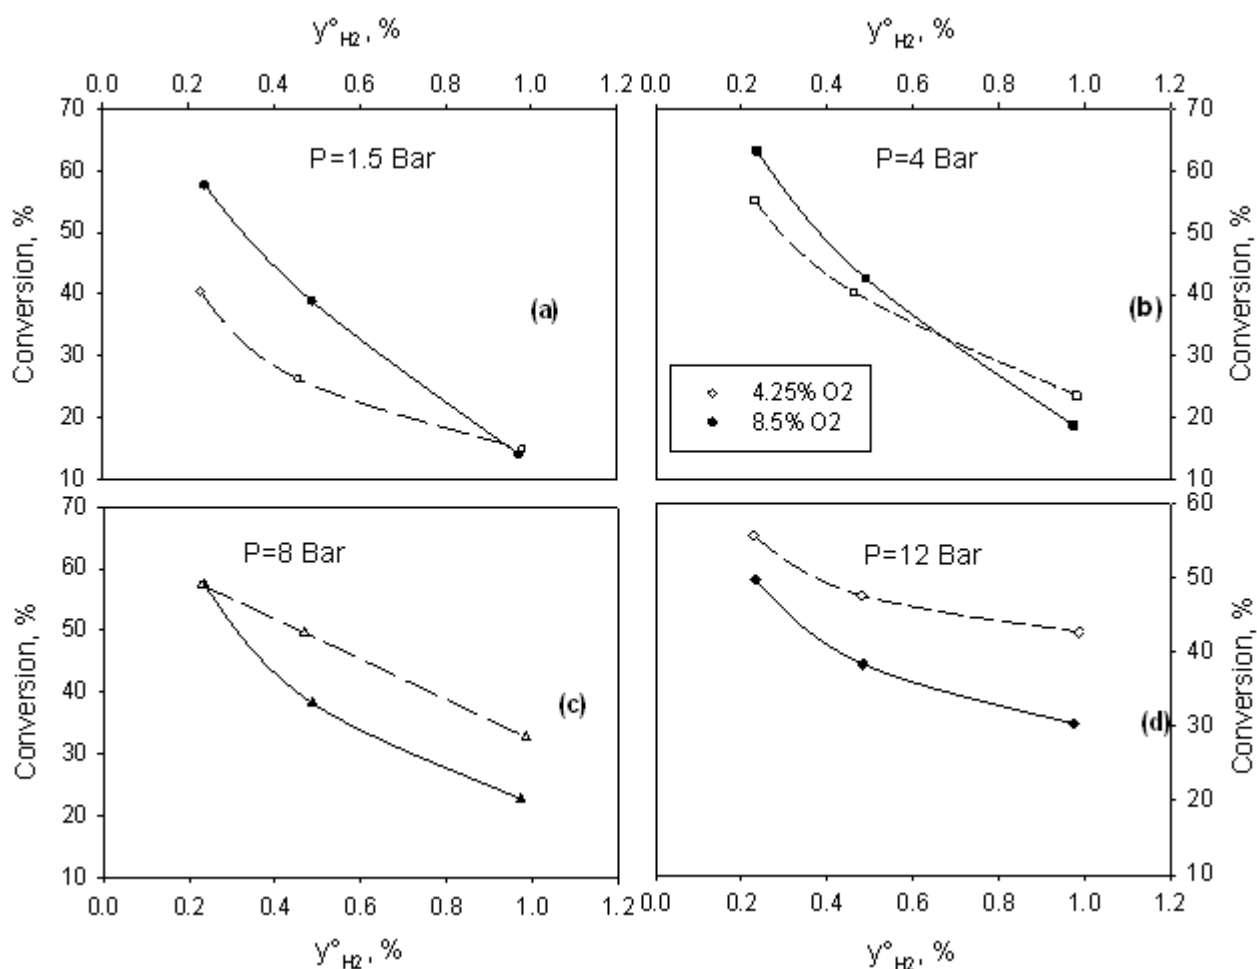 y°H2, %
y°H2, %
0.0 0.2 0.4 0.6 0.8 1.0 1.2
0.0 0.2 0.4 0.6 0.8 1.0 1.2
70
60
50
40
30
20
10
Conversion, %
P=1.5 Bar
(a)
P=4 Bar
(b)
4.25% O2
8.5% O2
70
60
50
40
30
20
10
Conversion, %
70
60
50
40
30
20
10
Conversion, %
P=8 Bar
(c)
P=12 Bar
(d)
60
50
40
30
20
10
Conversion, %
0.0 0.2 0.4 0.6 0.8 1.0 1.2
0.0 0.2 0.4 0.6 0.8 1.0 1.2
y°H2, %
y°H2, %